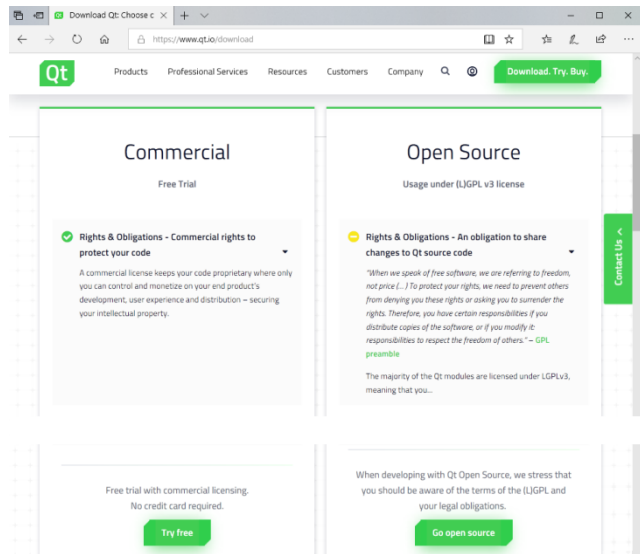 Download Qt: Choose c
https://www.qt.io/download
Qt
Products
Professional Services
Resources
Customers
Company
Download. Try. Buy.
Commercial
Free Trial
Rights & Obligations - Commercial rights to
protect your code
A commercial license keeps your code proprietary where only
you can control and monetize on your end product's
development, user experience and distribution – securing
your intellectual property.
Free trial with commercial licensing.
No credit card required.
Try free
Open Source
Usage under (L)GPL v3 license
Rights & Obligations - An obligation to share
changes to Qt source code
"When we speak of free software, we are referring to freedom,
not price (... ) To protect your rights, we need to prevent others
from denying you these rights or asking you to surrender the
rights. Therefore, you have certain responsibilities if you
distribute copies of the software, or if you modify it:
responsibilities to respect the freedom of others." – GPL
preamble
The majority of the Qt modules are licensed under LGPLv3,
meaning that you...
When developing with Qt Open Source, we stress that
you should be aware of the terms of the (L)GPL and
your legal obligations.
Go open source
Contact Us